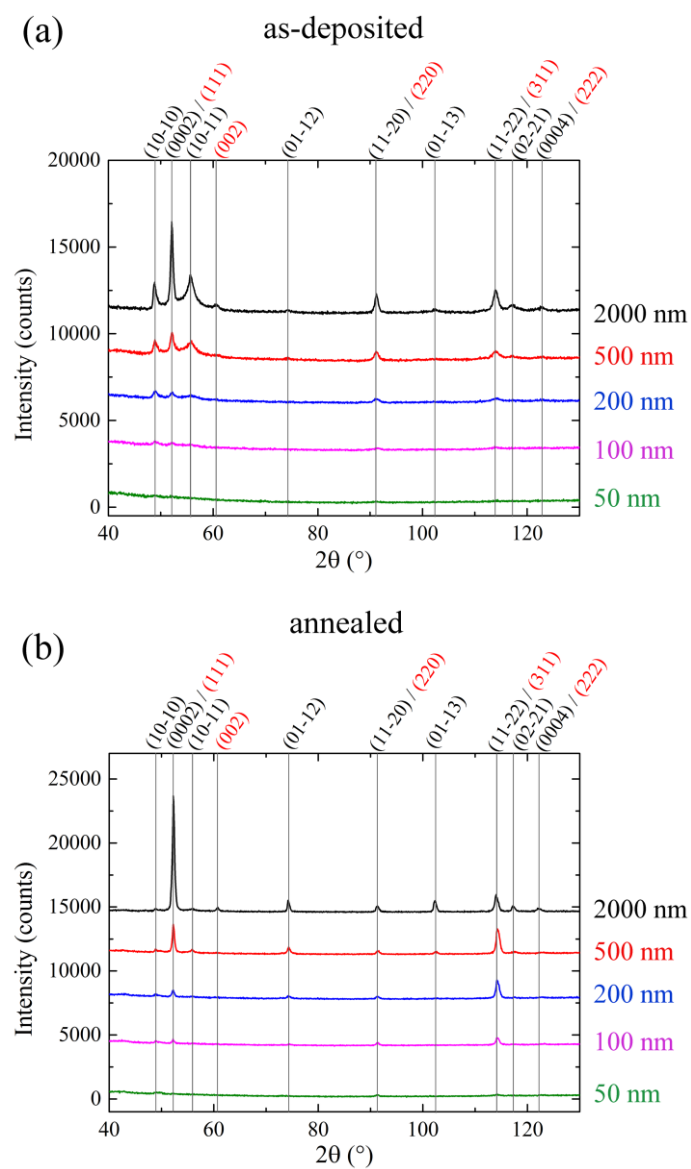 (a)
as-deposited
(10-10)
(0002) / (111)
(10-11)
(002)
(01-12)
(11-20) / (220)
(01-13)
(11-22) / (311)
(02-21)
(0004) / (222)
20000
15000
10000
5000
0
Intensity (counts)
2000 nm
500 nm
200 nm
100 nm
50 nm
40 60 80 100 120
2θ (°)
(b)
annealed
(10-10)
(0002) / (111)
(10-11)
(002)
(01-12)
(11-20) / (220)
(01-13)
(11-22) / (311)
(02-21)
(0004) / (222)
25000
20000
15000
10000
5000
0
Intensity (counts)
2000 nm
500 nm
200 nm
100 nm
50 nm
40 60 80 100 120
2θ (°)